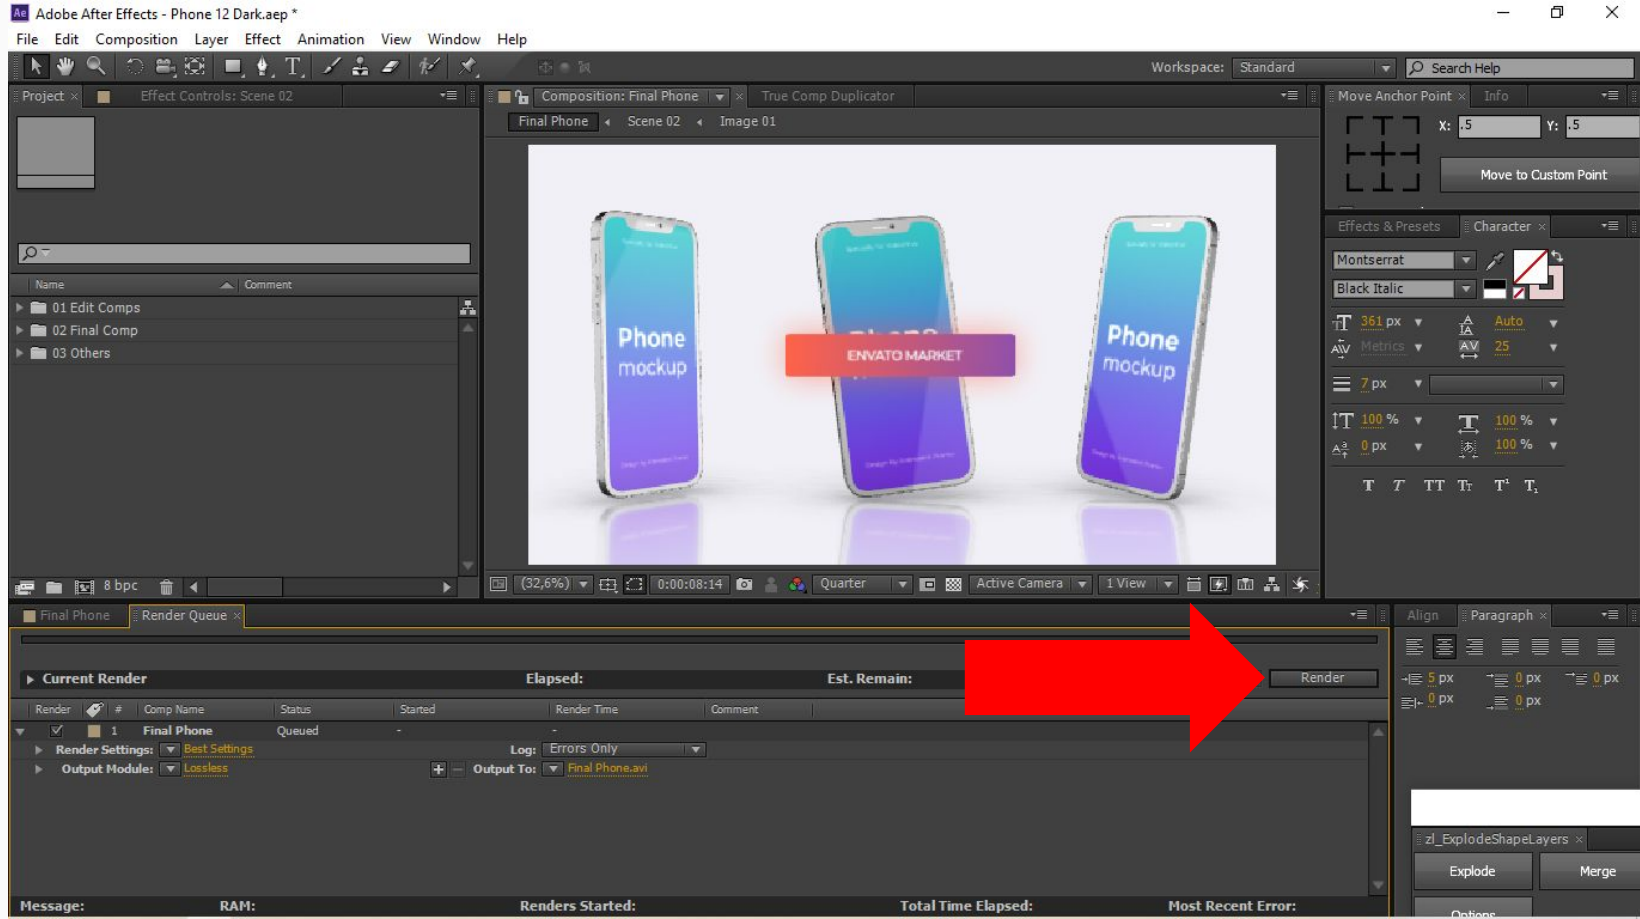 Ae Adobe After Effects - Phone 12 Dark.aep *
File Edit Composition Layer Effect Animation View Window Help
Workspace: Standard Search Help
Project × Effect Controls: Scene 02
Composition: Final Phone × True Comp Duplicator
Move Anchor Point × Info
Final Phone Scene 02 Image 01
X: .5 Y: .5
Move to Custom Point
Effects & Presets Character ×
Montserrat
Black Italic
Name Comment
01 Edit Comps
02 Final Comp
03 Others
Phone
mockup
ENVATO MARKET
Phone
mockup
361 px Auto
Metrics 25
7 px
100 % 100 %
0 px 100 %
T T TT Tт T¹ T₁
8 bpc
(32,6%) 0:00:08:14 Quarter Active Camera 1 View
Final Phone Render Queue ×
Align Paragraph ×
Current Render Elapsed: Est. Remain: Render
5 px 0 px 0 px
0 px 0 px
Render # Comp Name Status Started Render Time Comment
1 Final Phone Queued - -
Render Settings: Best Settings Log: Errors Only
Output Module: Lossless + − Output To: Final Phone.avi
zl_ExplodeShapeLayers ×
Explode Merge
Options
Message: RAM: Renders Started: Total Time Elapsed: Most Recent Error: